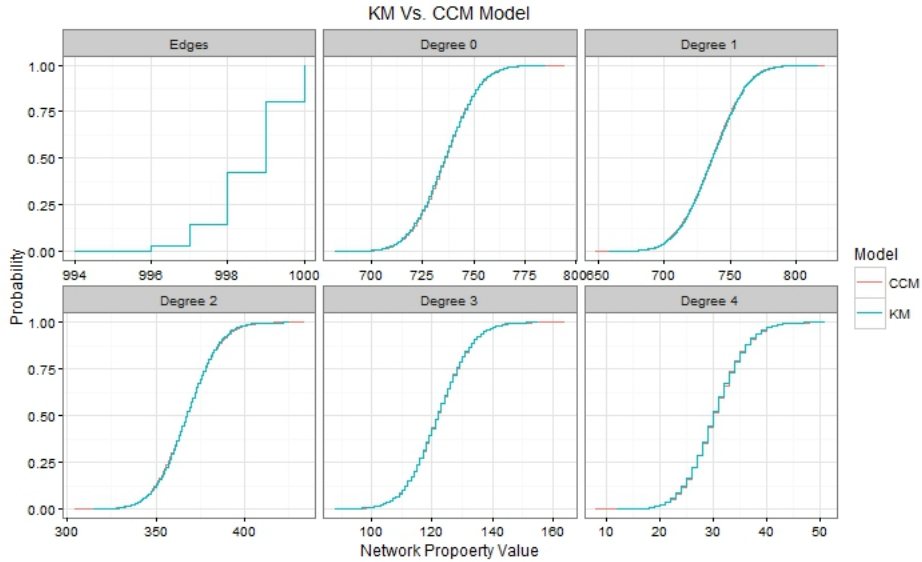 KM Vs. CCM Model
Edges
Degree 0
Degree 1
1.00
0.75
0.50
0.25
0.00
994
996
998
1000
700
725
750
775
800
650
700
750
800
Degree 2
Degree 3
Degree 4
1.00
0.75
0.50
0.25
0.00
300
350
400
100
120
140
160
10
20
30
40
50
Probability
Network Propoerty Value
Model
CCM
KM